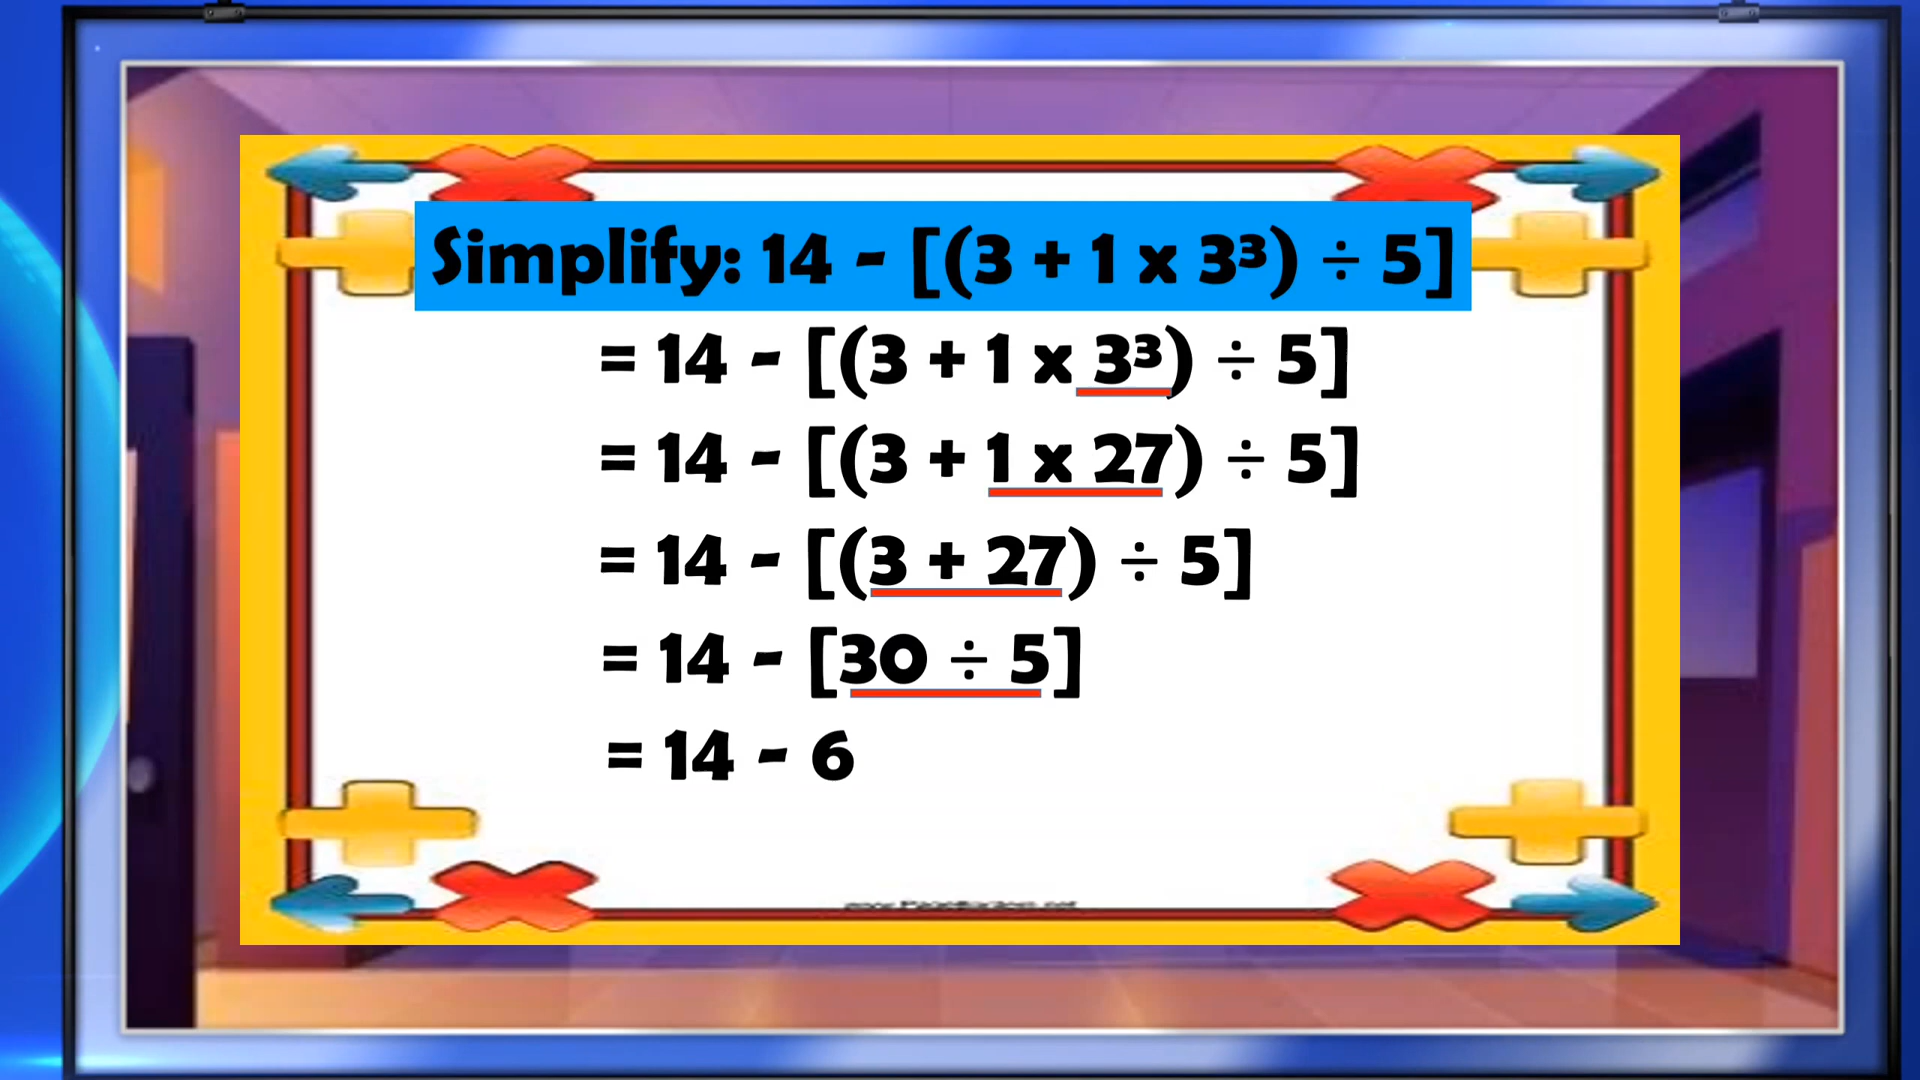 Simplify: 14 - [(3 + 1 x 3³) ÷ 5]
= 14 - [(3 + 1 x 3³) ÷ 5]
= 14 - [(3 + 1 x 27) ÷ 5]
= 14 - [(3 + 27) ÷ 5]
= 14 - [30 ÷ 5]
= 14 - 6